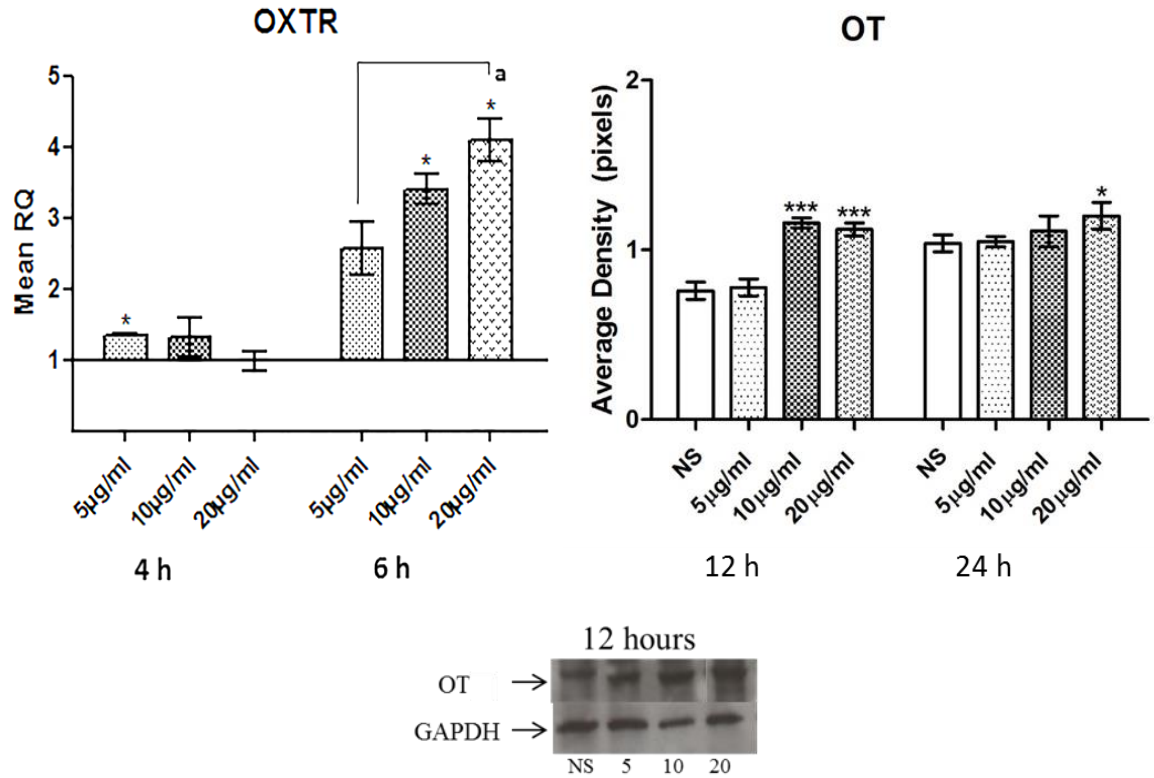 OXTR
Mean RQ
5
4
3
2
1
*
a
*
*
5µg/ml
10µg/ml
20µg/ml
5µg/ml
10µg/ml
20µg/ml
4 h
6 h
OT
Average Density (pixels)
2
1
0
***
***
*
NS
5µg/ml
10µg/ml
20µg/ml
NS
5µg/ml
10µg/ml
20µg/ml
12 h
24 h
12 hours
OT
GAPDH
NS 5 10 20